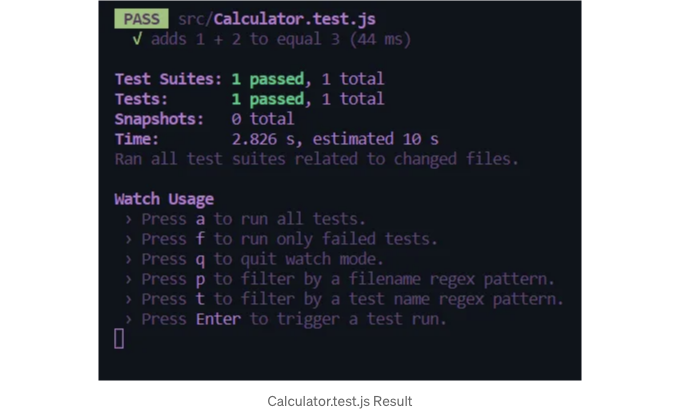 PASS src/Calculator.test.js
√ adds 1 + 2 to equal 3 (44 ms)
Test Suites: 1 passed, 1 total
Tests: 1 passed, 1 total
Snapshots: 0 total
Time: 2.826 s, estimated 10 s
Ran all test suites related to changed files.
Watch Usage
› Press a to run all tests.
› Press f to run only failed tests.
› Press q to quit watch mode.
› Press p to filter by a filename regex pattern.
› Press t to filter by a test name regex pattern.
› Press Enter to trigger a test run.
Calculator.test.js Result